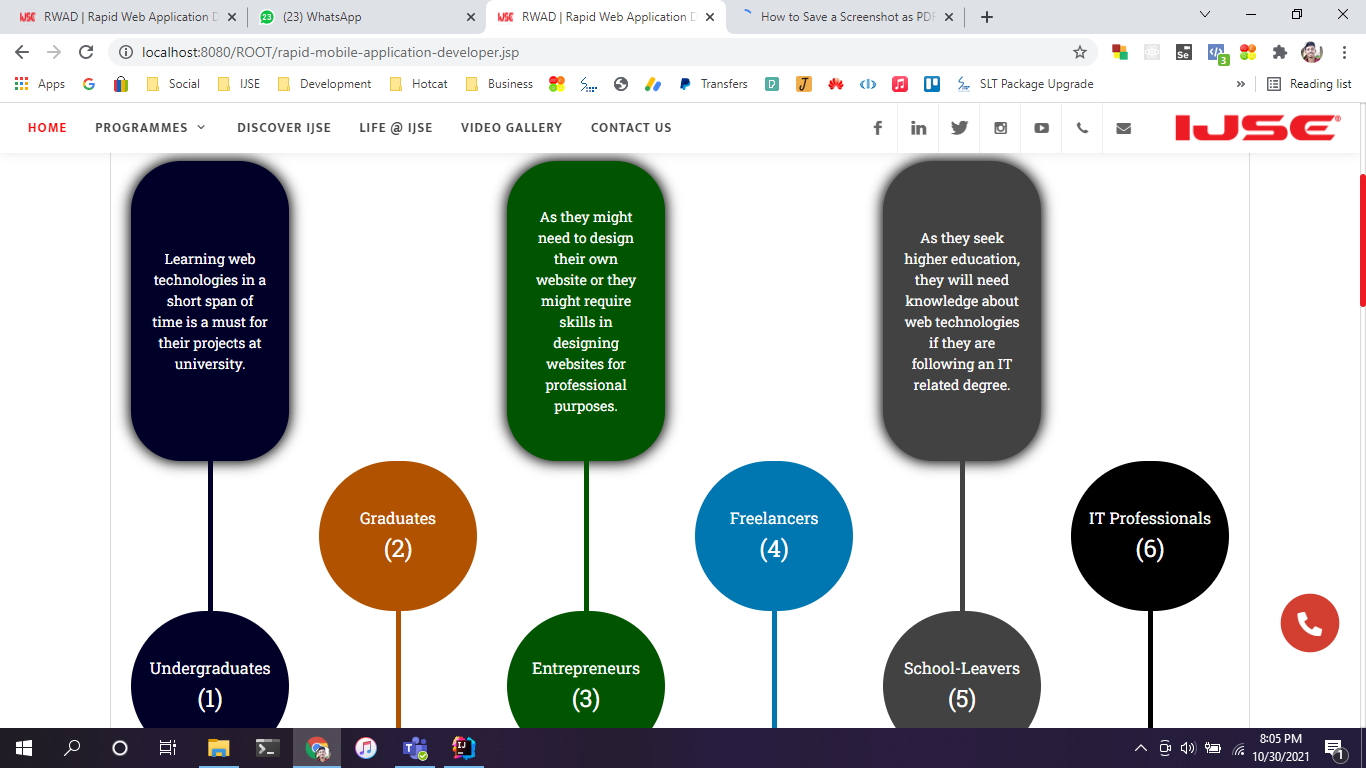 RWAD | Rapid Web Application D
(23) WhatsApp
RWAD | Rapid Web Application D
How to Save a Screenshot as PDF
localhost:8080/ROOT/rapid-mobile-application-developer.jsp
Apps
Social
IJSE
Development
Hotcat
Business
Transfers
SLT Package Upgrade
Reading list
HOME
PROGRAMMES
DISCOVER IJSE
LIFE @ IJSE
VIDEO GALLERY
CONTACT US
IJSE
Learning web
technologies in a
short span of
time is a must for
their projects at
university.
As they might
need to design
their own
website or they
might require
skills in
designing
websites for
professional
purposes.
As they seek
higher education,
they will need
knowledge about
web technologies
if they are
following an IT
related degree.
Graduates
(2)
Freelancers
(4)
IT Professionals
(6)
Undergraduates
(1)
Entrepreneurs
(3)
School-Leavers
(5)
8:05 PM
10/30/2021